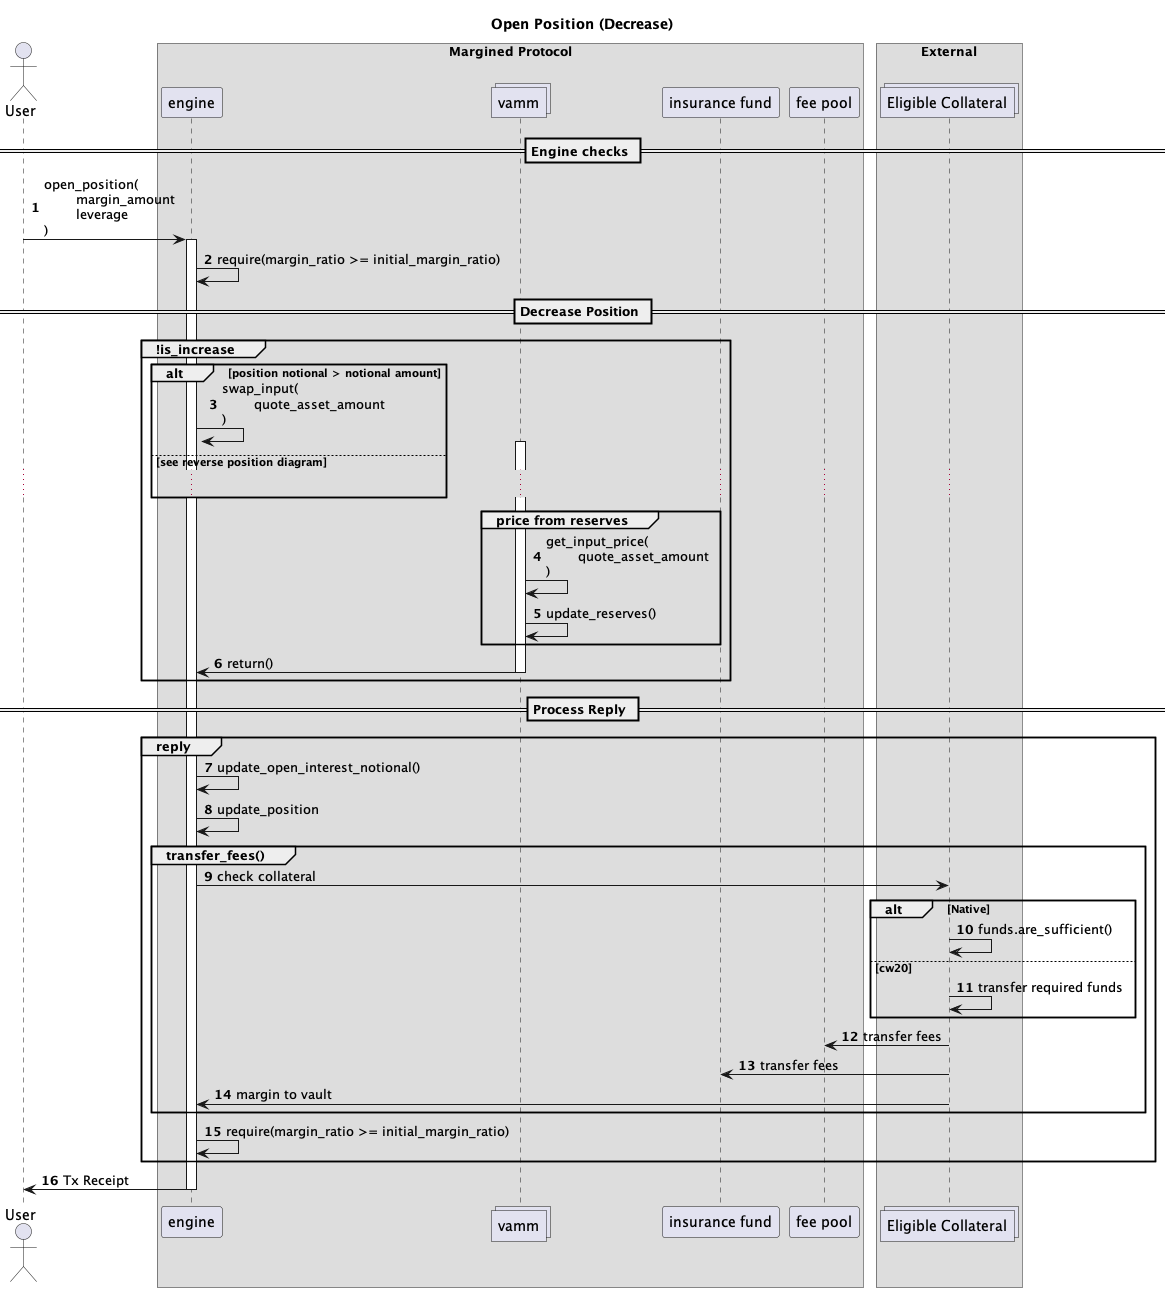 Open Position (Decrease)
Margined Protocol
External
User
engine
vamm
insurance fund
fee pool
Eligible Collateral
Engine checks
1 open_position(
margin_amount
leverage
)
2 require(margin_ratio >= initial_margin_ratio)
Decrease Position
!is_increase
alt [position notional > notional amount]
3 swap_input(
quote_asset_amount
)
[see reverse position diagram]
price from reserves
4 get_input_price(
quote_asset_amount
)
5 update_reserves()
6 return()
Process Reply
reply
7 update_open_interest_notional()
8 update_position
transfer_fees()
9 check collateral
alt [Native]
10 funds.are_sufficient()
[cw20]
11 transfer required funds
12 transfer fees
13 transfer fees
14 margin to vault
15 require(margin_ratio >= initial_margin_ratio)
16 Tx Receipt
User
engine
vamm
insurance fund
fee pool
Eligible Collateral